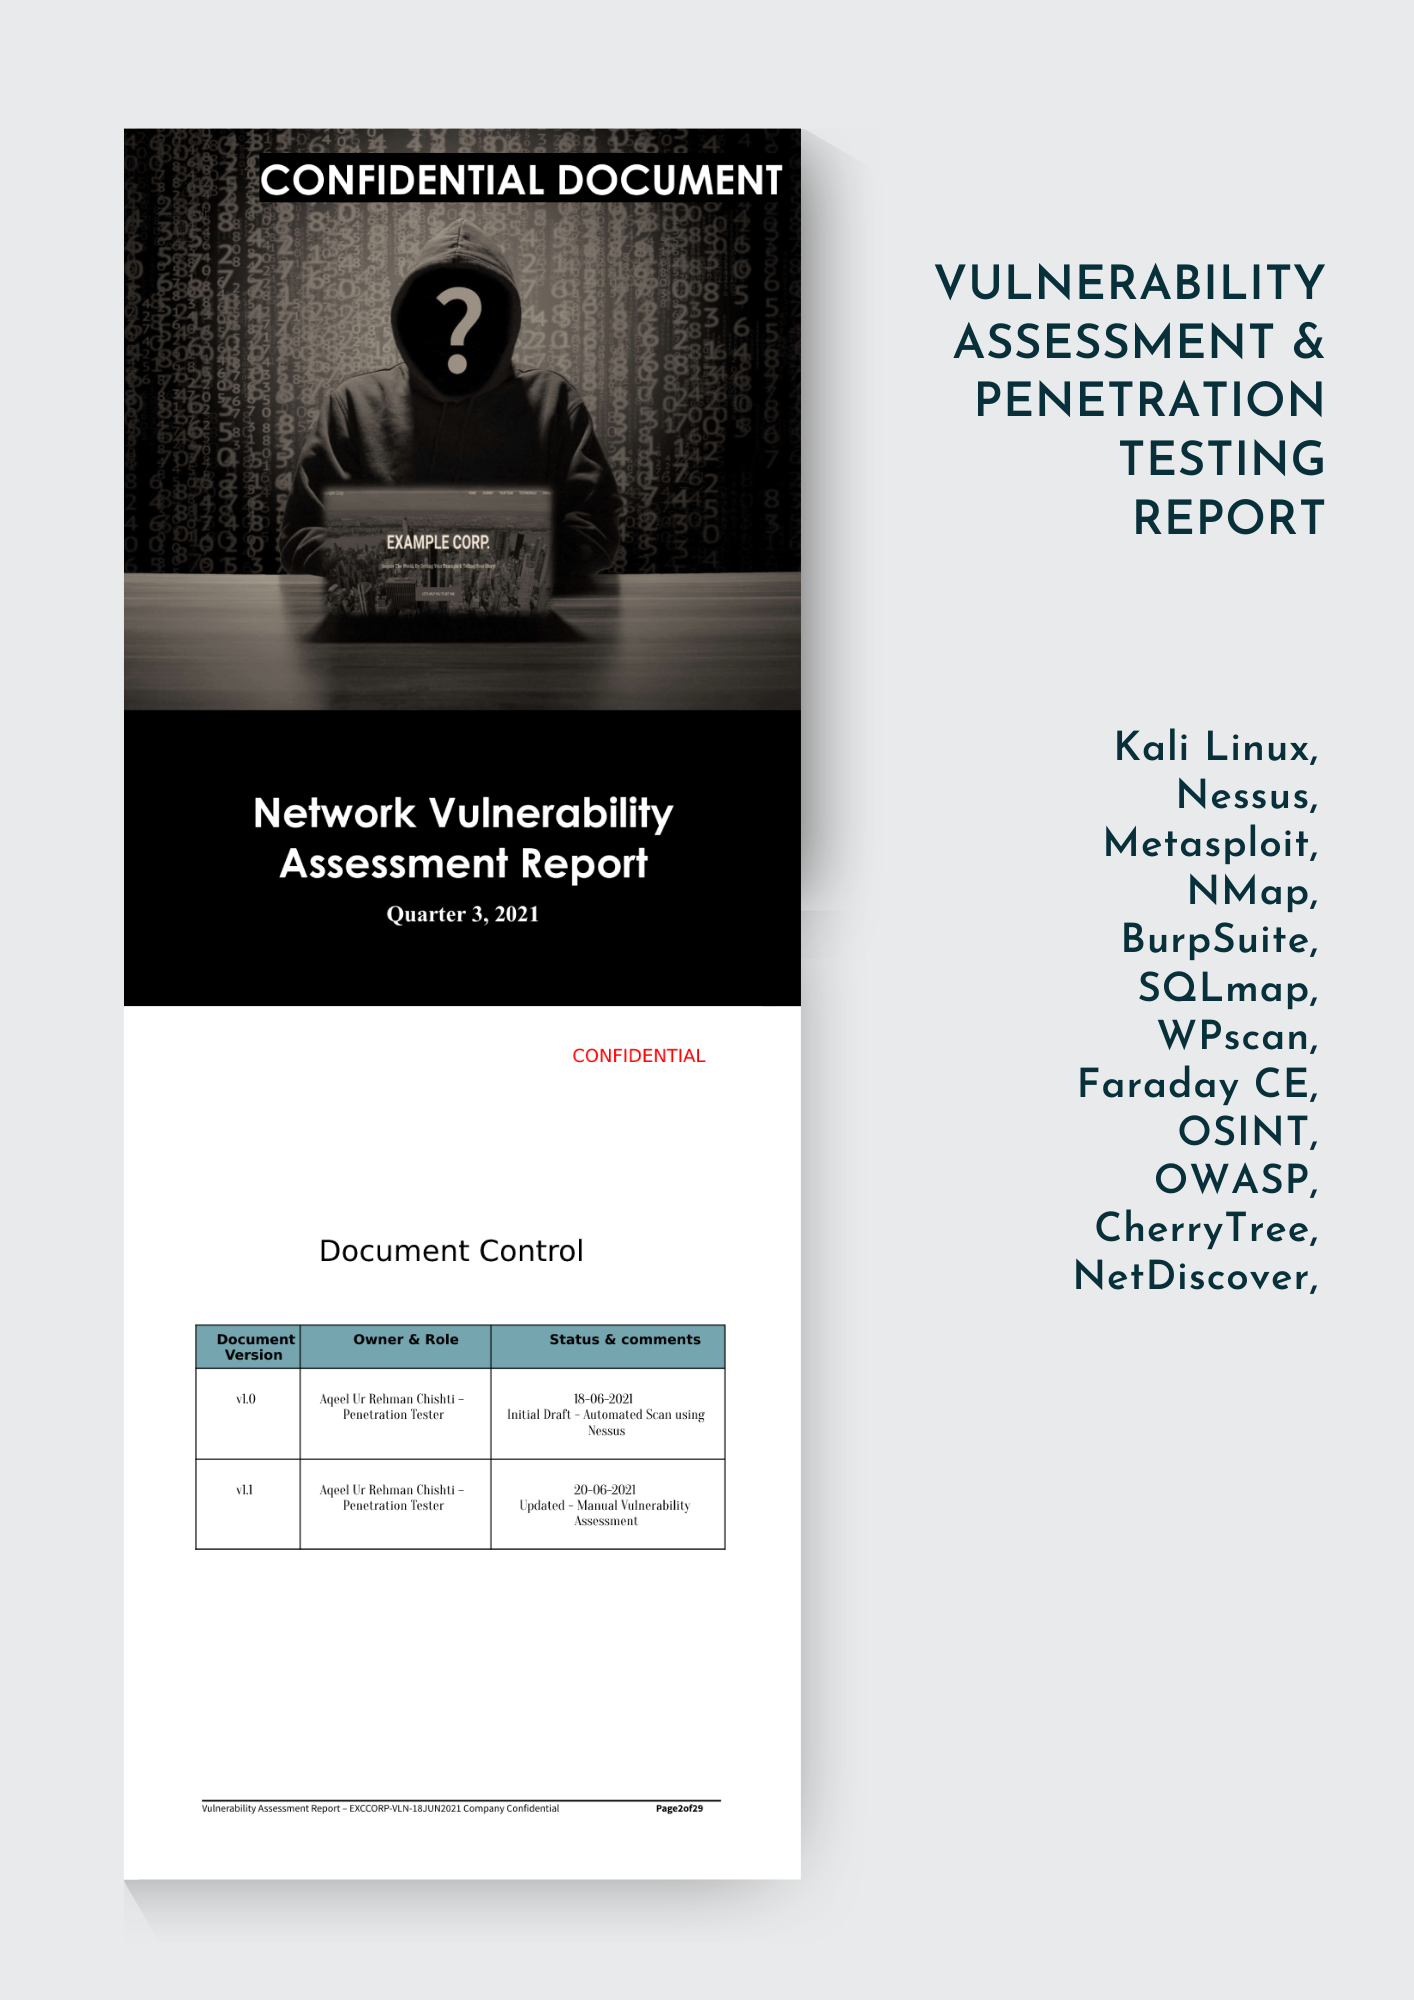 CONFIDENTIAL DOCUMENT
?
EXAMPLE CORP.
Network Vulnerability
Assessment Report
Quarter 3, 2021
CONFIDENTIAL
Document Control
Document
Version
Owner & Role
Status & comments
v1.0
Aqeel Ur Rehman Chishti –
Penetration Tester
18-06-2021
Initial Draft – Automated Scan using
Nessus
v1.1
Aqeel Ur Rehman Chishti –
Penetration Tester
20-06-2021
Updated – Manual Vulnerability
Assessment
Vulnerability Assessment Report – EXCCORP-VLN-18JUN2021 Company Confidential
Page2of29
VULNERABILITY
ASSESSMENT &
PENETRATION
TESTING
REPORT
Kali Linux,
Nessus,
Metasploit,
NMap,
BurpSuite,
SQLmap,
WPscan,
Faraday CE,
OSINT,
OWASP,
CherryTree,
NetDiscover,